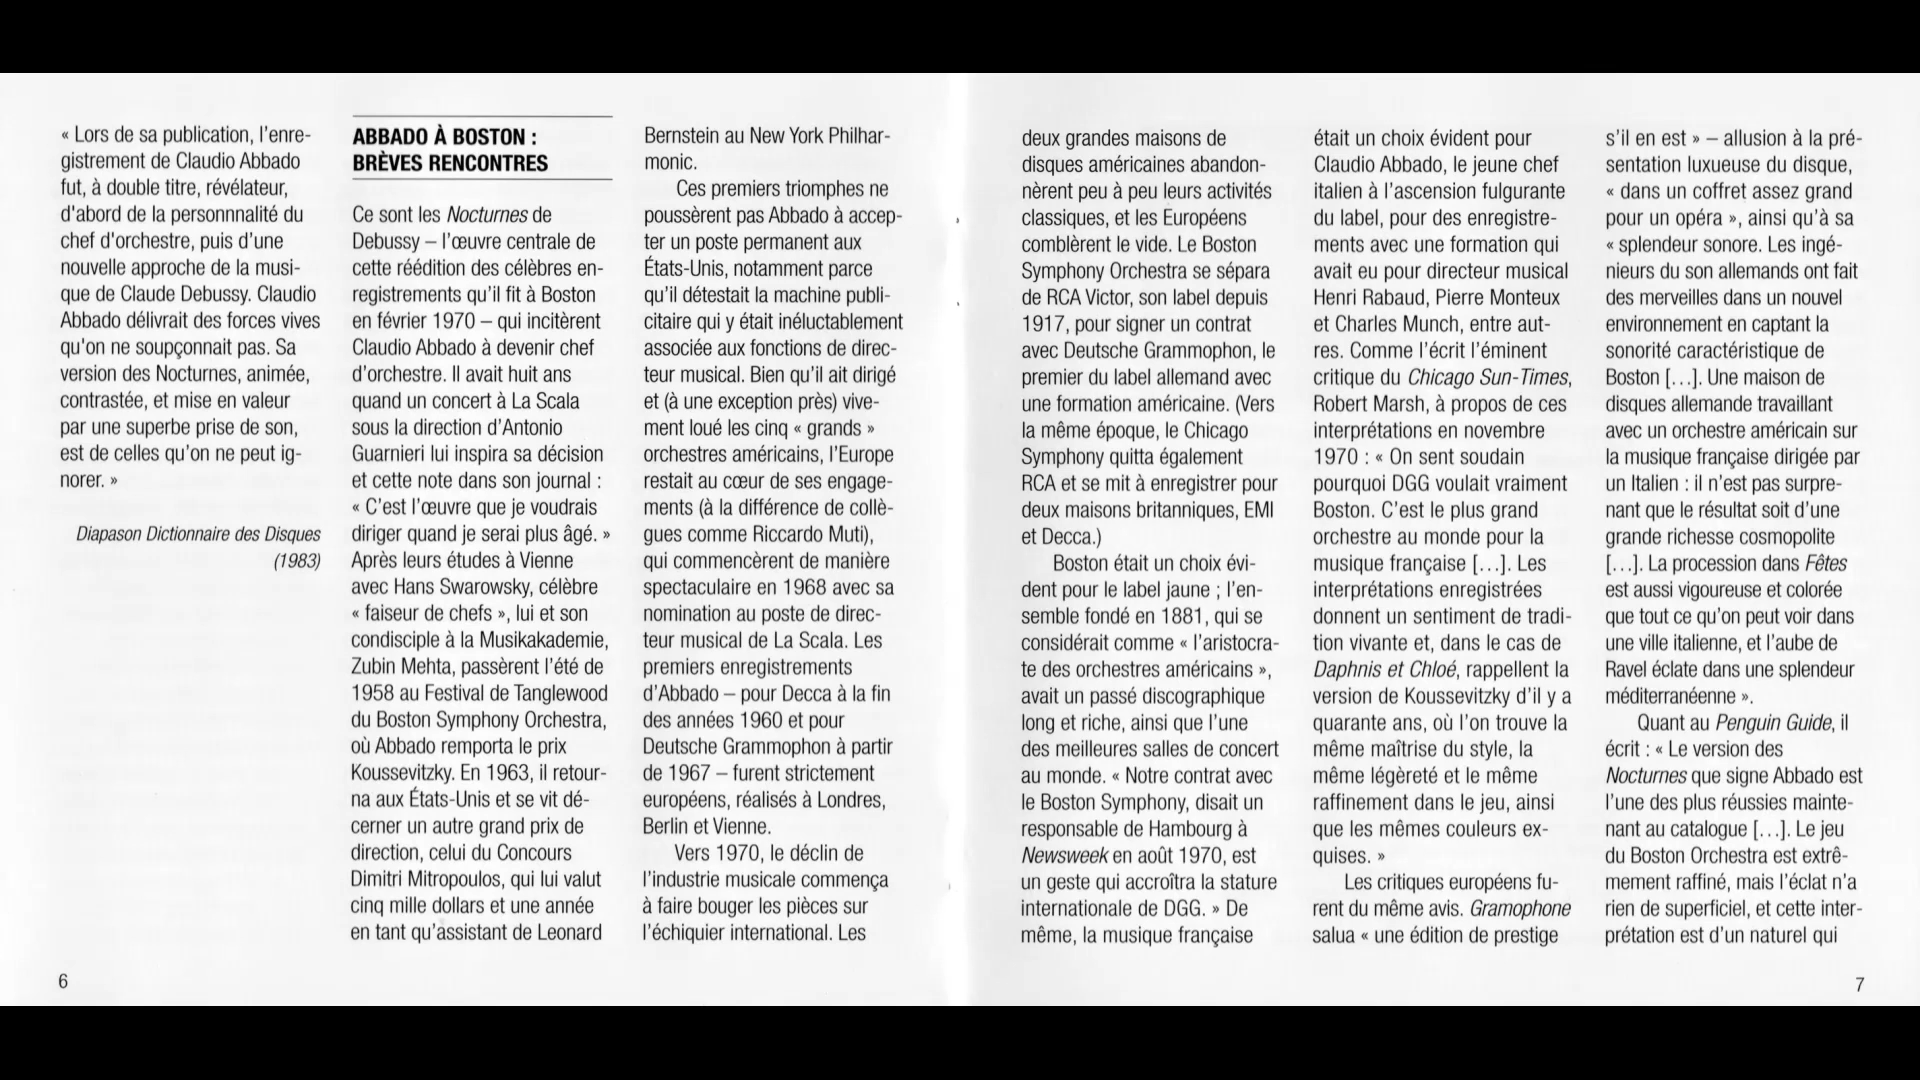 « Lors de sa publication, l'enre-
gistrement de Claudio Abbado
fut, à double titre, révélateur,
d'abord de la personnnalité du
chef d'orchestre, puis d'une
nouvelle approche de la musi-
que de Claude Debussy. Claudio
Abbado délivrait des forces vives
qu'on ne soupçonnait pas. Sa
version des Nocturnes, animée,
contrastée, et mise en valeur
par une superbe prise de son,
est de celles qu'on ne peut ig-
norer. »
Diapason Dictionnaire des Disques
(1983)
ABBADO À BOSTON :
BRÈVES RENCONTRES
Ce sont les Nocturnes de
Debussy – l'œuvre centrale de
cette réédition des célèbres en-
registrements qu'il fit à Boston
en février 1970 – qui incitèrent
Claudio Abbado à devenir chef
d'orchestre. Il avait huit ans
quand un concert à La Scala
sous la direction d'Antonio
Guarnieri lui inspira sa décision
et cette note dans son journal :
« C'est l'œuvre que je voudrais
diriger quand je serai plus âgé. »
Après leurs études à Vienne
avec Hans Swarowsky, célèbre
« faiseur de chefs », lui et son
condisciple à la Musikakademie,
Zubin Mehta, passèrent l'été de
1958 au Festival de Tanglewood
du Boston Symphony Orchestra,
où Abbado remporta le prix
Koussevitzky. En 1963, il retour-
na aux États-Unis et se vit dé-
cerner un autre grand prix de
direction, celui du Concours
Dimitri Mitropoulos, qui lui valut
cinq mille dollars et une année
en tant qu'assistant de Leonard
Bernstein au New York Philhar-
monic.
Ces premiers triomphes ne
poussèrent pas Abbado à accep-
ter un poste permanent aux
États-Unis, notamment parce
qu'il détestait la machine publi-
citaire qui y était inéluctablement
associée aux fonctions de direc-
teur musical. Bien qu'il ait dirigé
et (à une exception près) vive-
ment loué les cinq « grands »
orchestres américains, l'Europe
restait au cœur de ses engage-
ments (à la différence de collè-
gues comme Riccardo Muti),
qui commencèrent de manière
spectaculaire en 1968 avec sa
nomination au poste de direc-
teur musical de La Scala. Les
premiers enregistrements
d'Abbado – pour Decca à la fin
des années 1960 et pour
Deutsche Grammophon à partir
de 1967 – furent strictement
européens, réalisés à Londres,
Berlin et Vienne.
Vers 1970, le déclin de
l'industrie musicale commença
à faire bouger les pièces sur
l'échiquier international. Les
6
deux grandes maisons de
disques américaines abandon-
nèrent peu à peu leurs activités
classiques, et les Européens
comblèrent le vide. Le Boston
Symphony Orchestra se sépara
de RCA Victor, son label depuis
1917, pour signer un contrat
avec Deutsche Grammophon, le
premier du label allemand avec
une formation américaine. (Vers
la même époque, le Chicago
Symphony quitta également
RCA et se mit à enregistrer pour
deux maisons britanniques, EMI
et Decca.)
Boston était un choix évi-
dent pour le label jaune ; l'en-
semble fondé en 1881, qui se
considérait comme « l'aristocra-
te des orchestres américains »,
avait un passé discographique
long et riche, ainsi que l'une
des meilleures salles de concert
au monde. « Notre contrat avec
le Boston Symphony, disait un
responsable de Hambourg à
Newsweek en août 1970, est
un geste qui accroîtra la stature
internationale de DGG. » De
même, la musique française
était un choix évident pour
Claudio Abbado, le jeune chef
italien à l'ascension fulgurante
du label, pour des enregistre-
ments avec une formation qui
avait eu pour directeur musical
Henri Rabaud, Pierre Monteux
et Charles Munch, entre aut-
res. Comme l'écrit l'éminent
critique du Chicago Sun-Times,
Robert Marsh, à propos de ces
interprétations en novembre
1970 : « On sent soudain
pourquoi DGG voulait vraiment
Boston. C'est le plus grand
orchestre au monde pour la
musique française [...]. Les
interprétations enregistrées
donnent un sentiment de tradi-
tion vivante et, dans le cas de
Daphnis et Chloé, rappellent la
version de Koussevitzky d'il y a
quarante ans, où l'on trouve la
même maîtrise du style, la
même légèreté et le même
raffinement dans le jeu, ainsi
que les mêmes couleurs ex-
quises. »
Les critiques européens fu-
rent du même avis. Gramophone
salua « une édition de prestige
s'il en est » – allusion à la pré-
sentation luxueuse du disque,
« dans un coffret assez grand
pour un opéra », ainsi qu'à sa
« splendeur sonore. Les ingé-
nieurs du son allemands ont fait
des merveilles dans un nouvel
environnement en captant la
sonorité caractéristique de
Boston [...]. Une maison de
disques allemande travaillant
avec un orchestre américain sur
la musique française dirigée par
un Italien : il n'est pas surpre-
nant que le résultat soit d'une
grande richesse cosmopolite
[...]. La procession dans Fêtes
est aussi vigoureuse et colorée
que tout ce qu'on peut voir dans
une ville italienne, et l'aube de
Ravel éclate dans une splendeur
méditerranéenne ».
Quant au Penguin Guide, il
écrit : « Le version des
Nocturnes que signe Abbado est
l'une des plus réussies mainte-
nant au catalogue [...]. Le jeu
du Boston Orchestra est extrê-
mement raffiné, mais l'éclat n'a
rien de superficiel, et cette inter-
prétation est d'un naturel qui
7